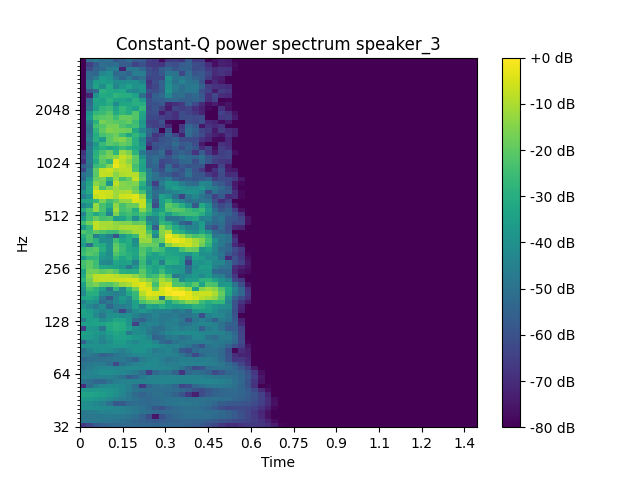 Constant-Q power spectrum speaker_3
Hz
2048
1024
512
256
128
64
32
0 0.15 0.3 0.45 0.6 0.75 0.9 1.1 1.2 1.4
Time
+0 dB
-10 dB
-20 dB
-30 dB
-40 dB
-50 dB
-60 dB
-70 dB
-80 dB